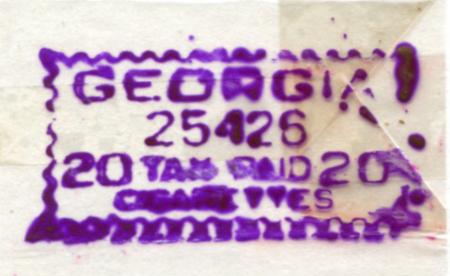 GEORGIA
25426
20 TAX PAID 20
CIGARETTES